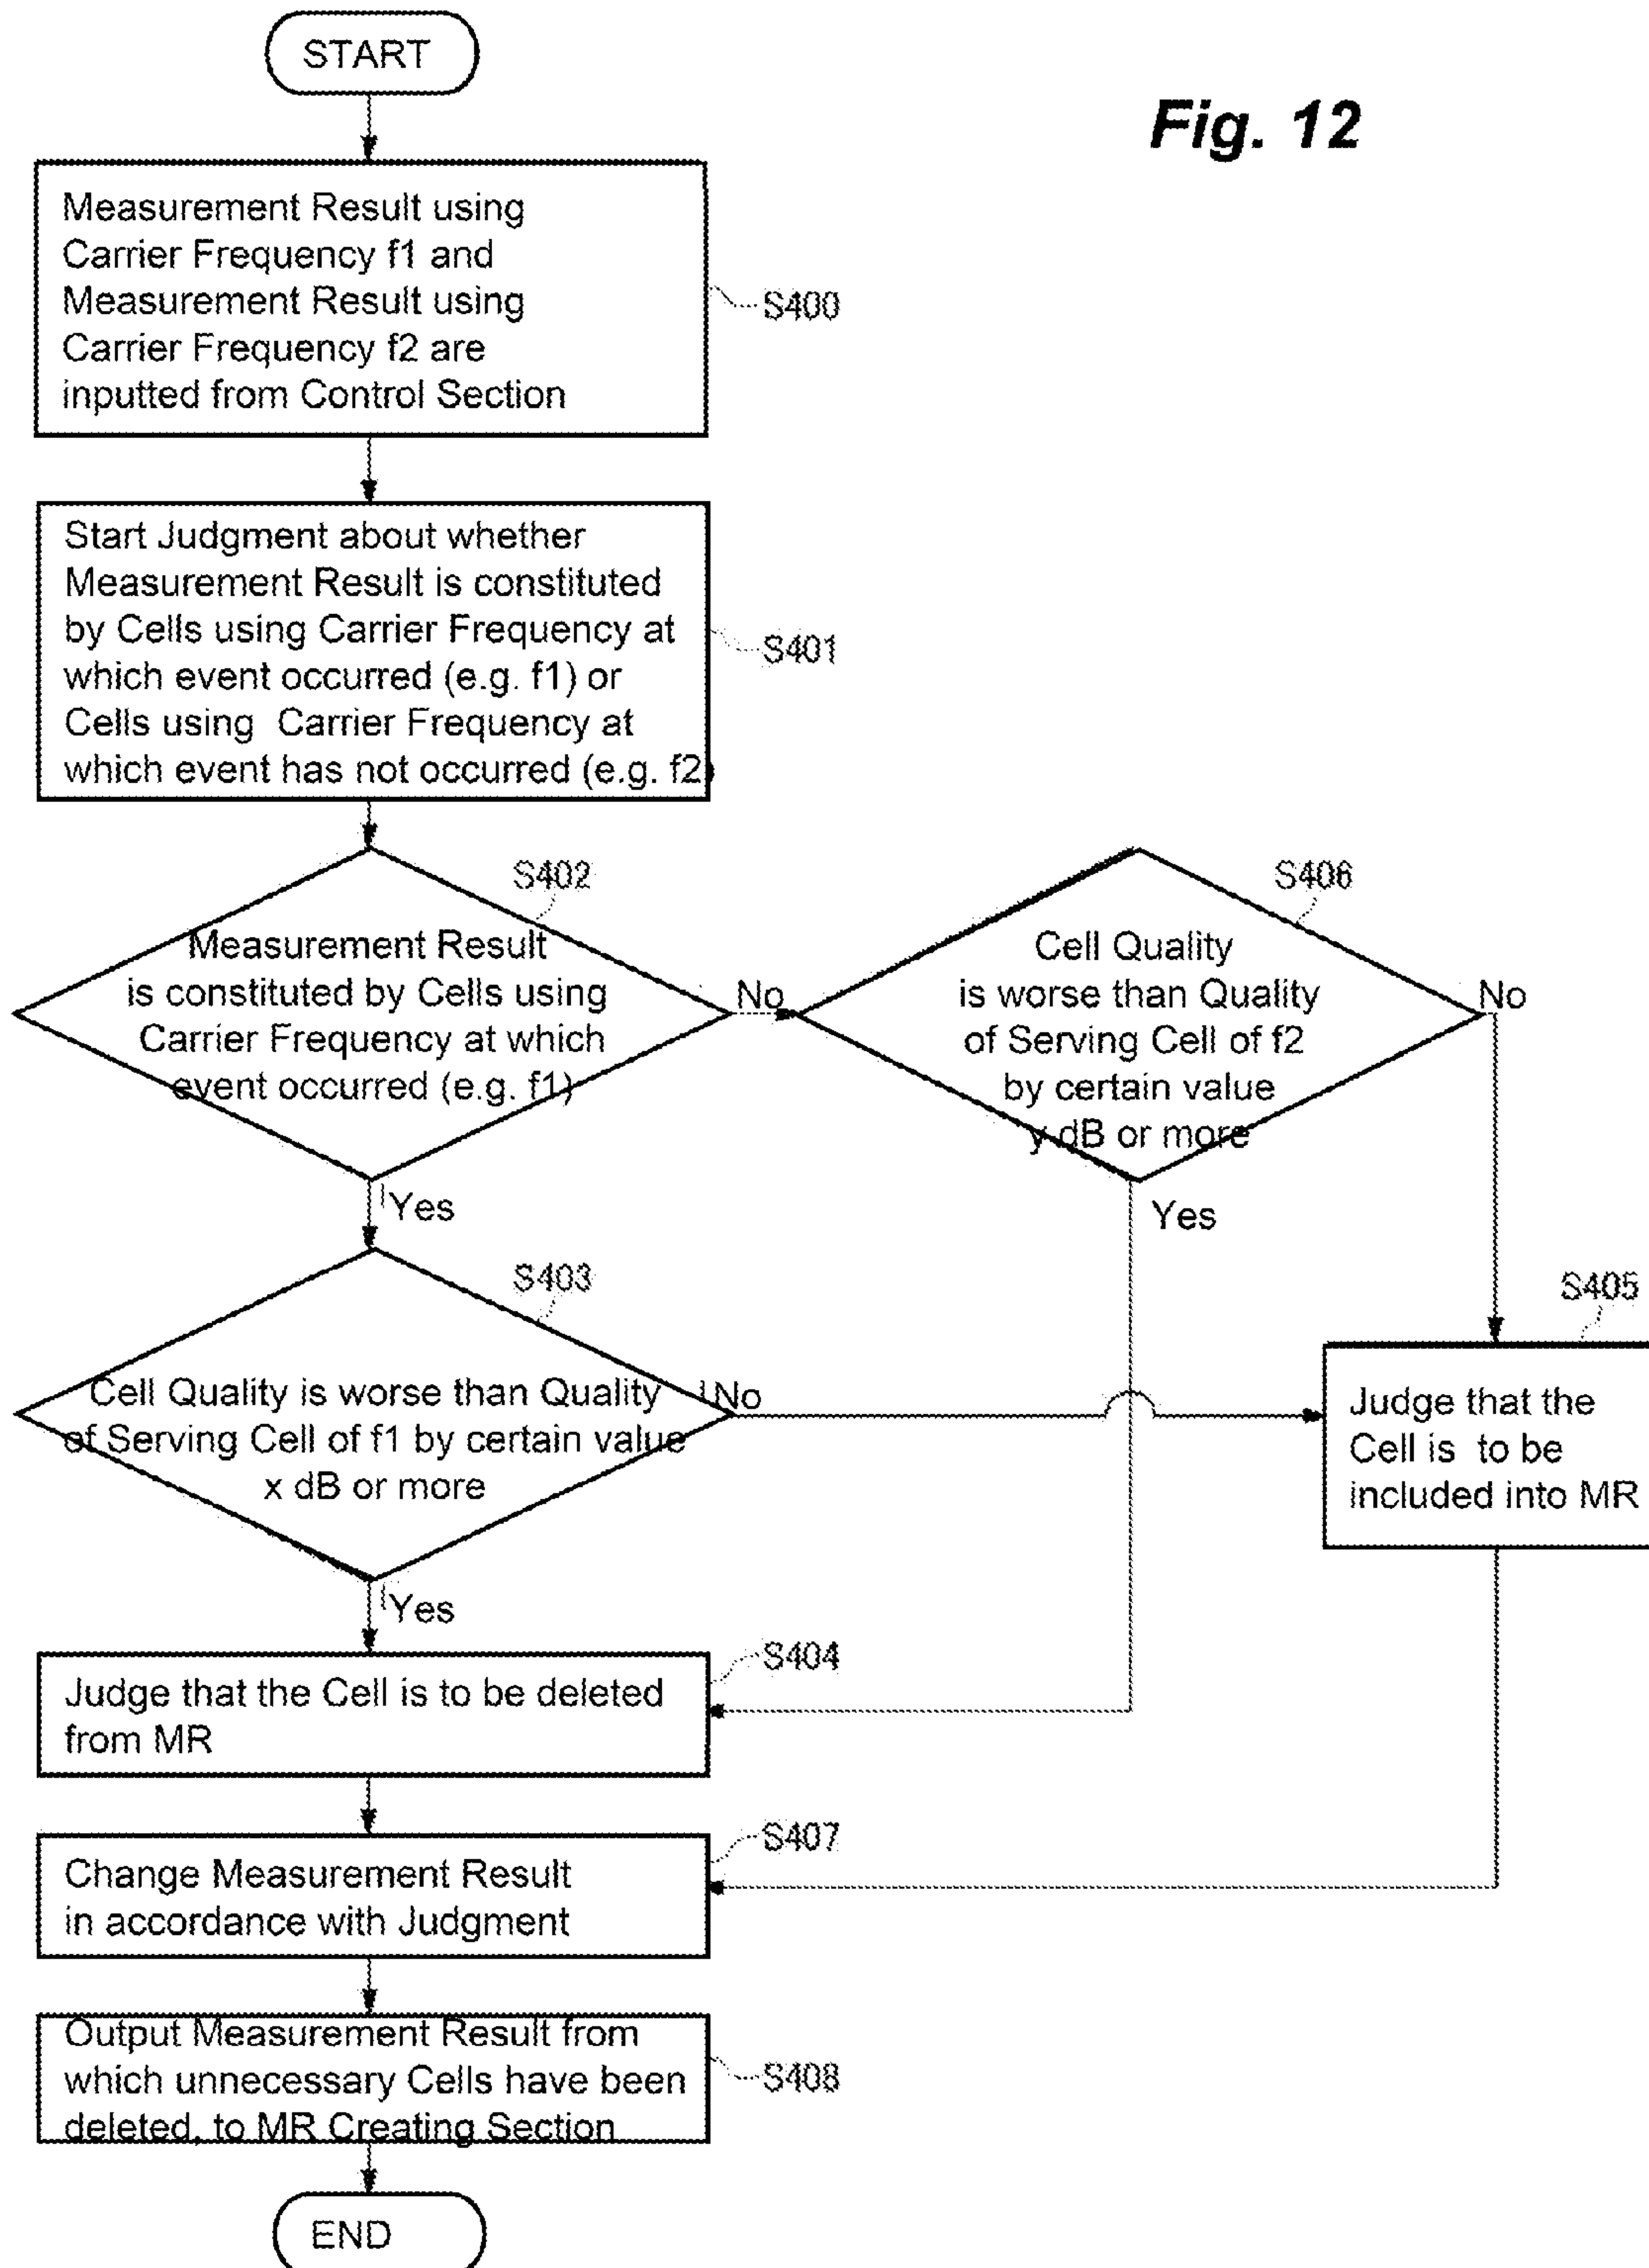 START
Fig. 12
Measurement Result using
Carrier Frequency f1 and
Measurement Result using
Carrier Frequency f2 are
inputted from Control Section
S400
Start Judgment about whether
Measurement Result is constituted
by Cells using Carrier Frequency at
which event occurred (e.g. f1) or
Cells using Carrier Frequency at
which event has not occurred (e.g. f2)
S401
S402
Measurement Result
is constituted by Cells using
Carrier Frequency at which
event occurred (e.g. f1)
No
Yes
S406
Cell Quality
is worse than Quality
of Serving Cell of f2
by certain value
y dB or more
No
Yes
S403
Cell Quality is worse than Quality
of Serving Cell of f1 by certain value
x dB or more
No
Yes
S405
Judge that the
Cell is to be
included into MR
S404
Judge that the Cell is to be deleted
from MR
S407
Change Measurement Result
in accordance with Judgment
Output Measurement Result from
which unnecessary Cells have been
deleted, to MR Creating Section
S408
END